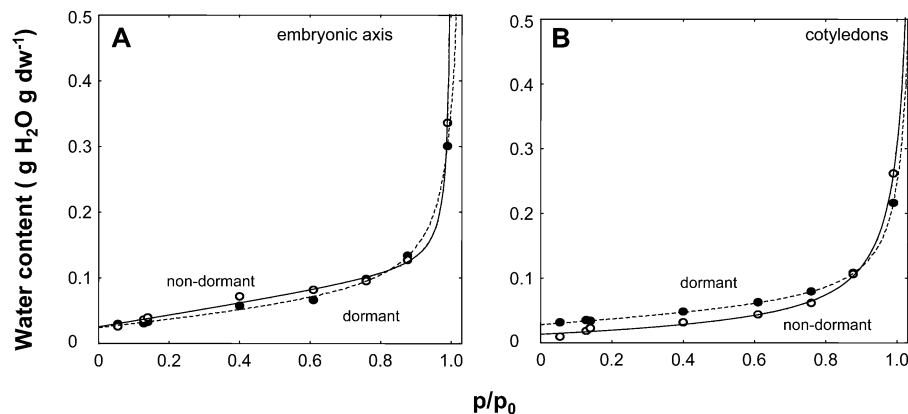 A
embryonic axis
B
cotyledons
Water content ( g H₂O g dw⁻¹)
0.5
0.4
0.3
0.2
0.1
0
non-dormant
dormant
0 0.2 0.4 0.6 0.8 1.0
0.5
0.4
0.3
0.2
0.1
0
dormant
non-dormant
0 0.2 0.4 0.6 0.8 1.0
p/p₀